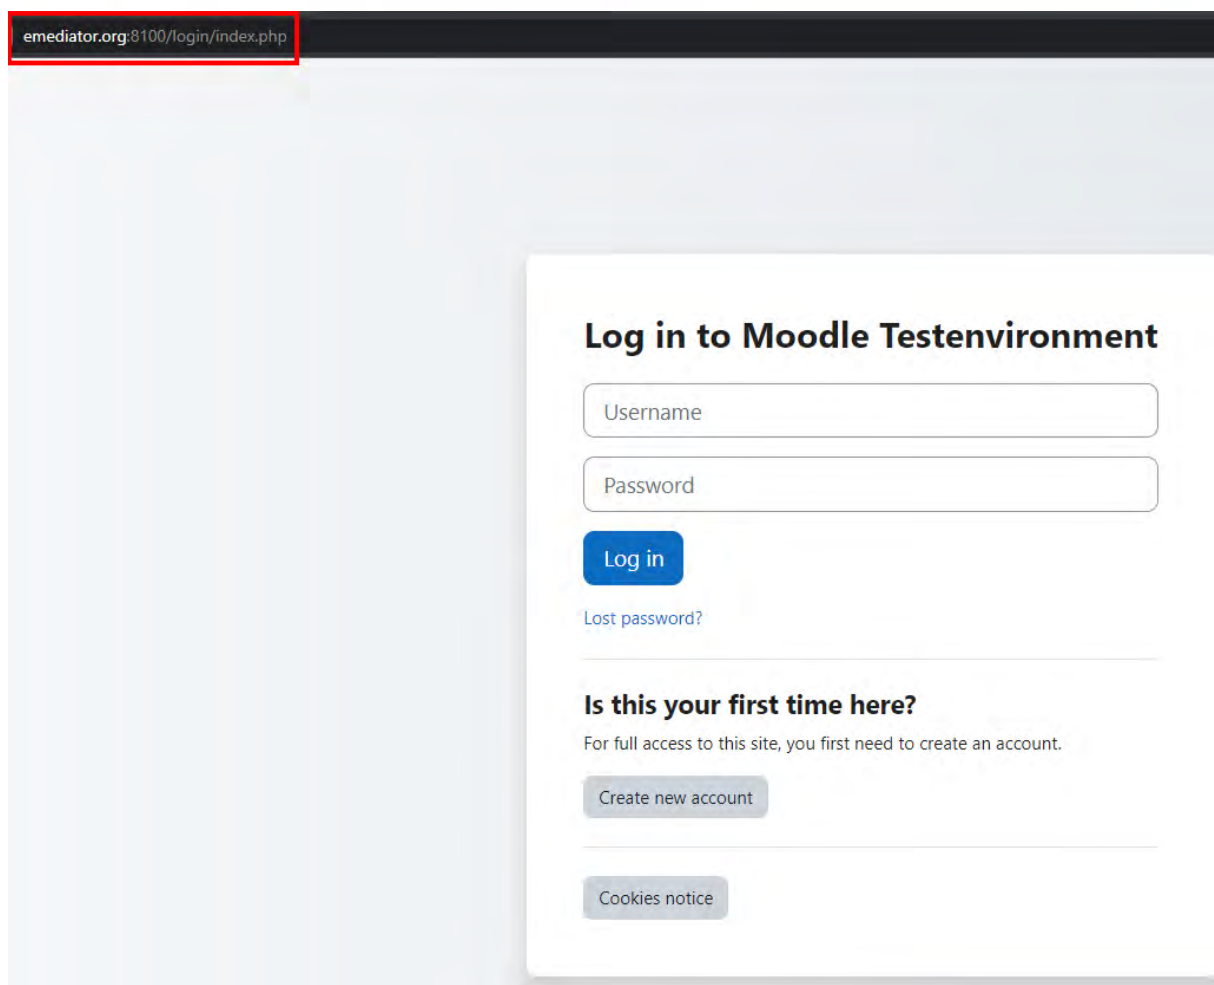 emediator.org:8100/login/index.php
Log in to Moodle Testenvironment
Username
Password
Log in
Lost password?
Is this your first time here?
For full access to this site, you first need to create an account.
Create new account
Cookies notice